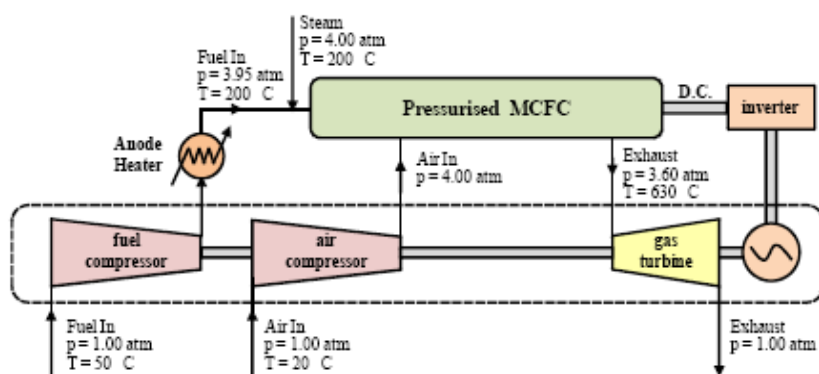 Steam
p = 4.00 atm
T = 200 C
Fuel In
p = 3.95 atm
T = 200 C
Pressurised MCFC
D.C.
inverter
Anode
Heater
Air In
p = 4.00 atm
Exhaust
p = 3.60 atm
T = 630 C
fuel
compressor
air
compressor
gas
turbine
Fuel In
p = 1.00 atm
T = 50 C
Air In
p = 1.00 atm
T = 20 C
Exhaust
p = 1.00 atm